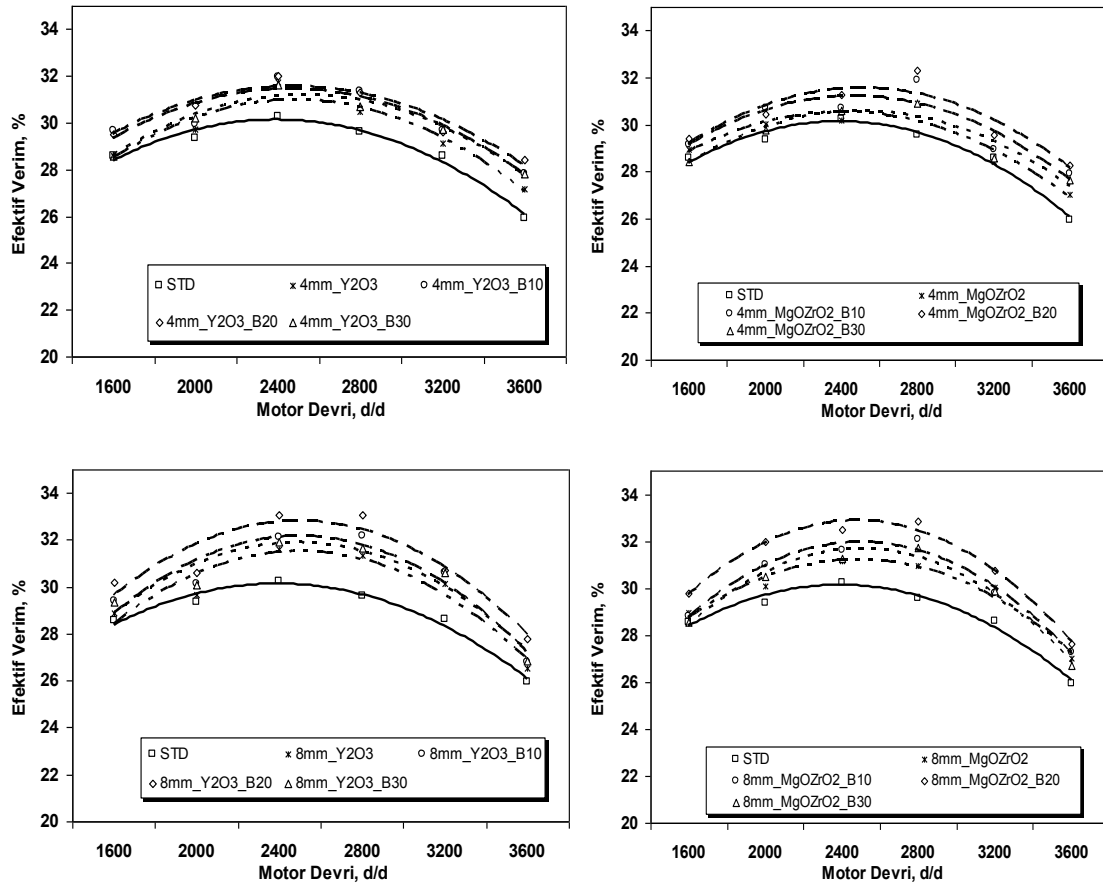 34
32
30
28
26
24
22
20
Efektif Verim, %
STD 4mm_Y2O3 4mm_Y2O3_B10
4mm_Y2O3_B20 4mm_Y2O3_B30
1600 2000 2400 2800 3200 3600
Motor Devri, d/d
34
32
30
28
26
24
22
20
Efektif Verim, %
STD 4mm_MgOZrO2
4mm_MgOZrO2_B10 4mm_MgOZrO2_B20
4mm_MgOZrO2_B30
1600 2000 2400 2800 3200 3600
Motor Devri, d/d
34
32
30
28
26
24
22
20
Efektif Verim, %
STD 8mm_Y2O3 8mm_Y2O3_B10
8mm_Y2O3_B20 8mm_Y2O3_B30
1600 2000 2400 2800 3200 3600
Motor Devri, d/d
34
32
30
28
26
24
22
20
Efektif Verim, %
STD 8mm_MgOZrO2
8mm_MgOZrO2_B10 8mm_MgOZrO2_B20
8mm_MgOZrO2_B30
1600 2000 2400 2800 3200 3600
Motor Devri, d/d